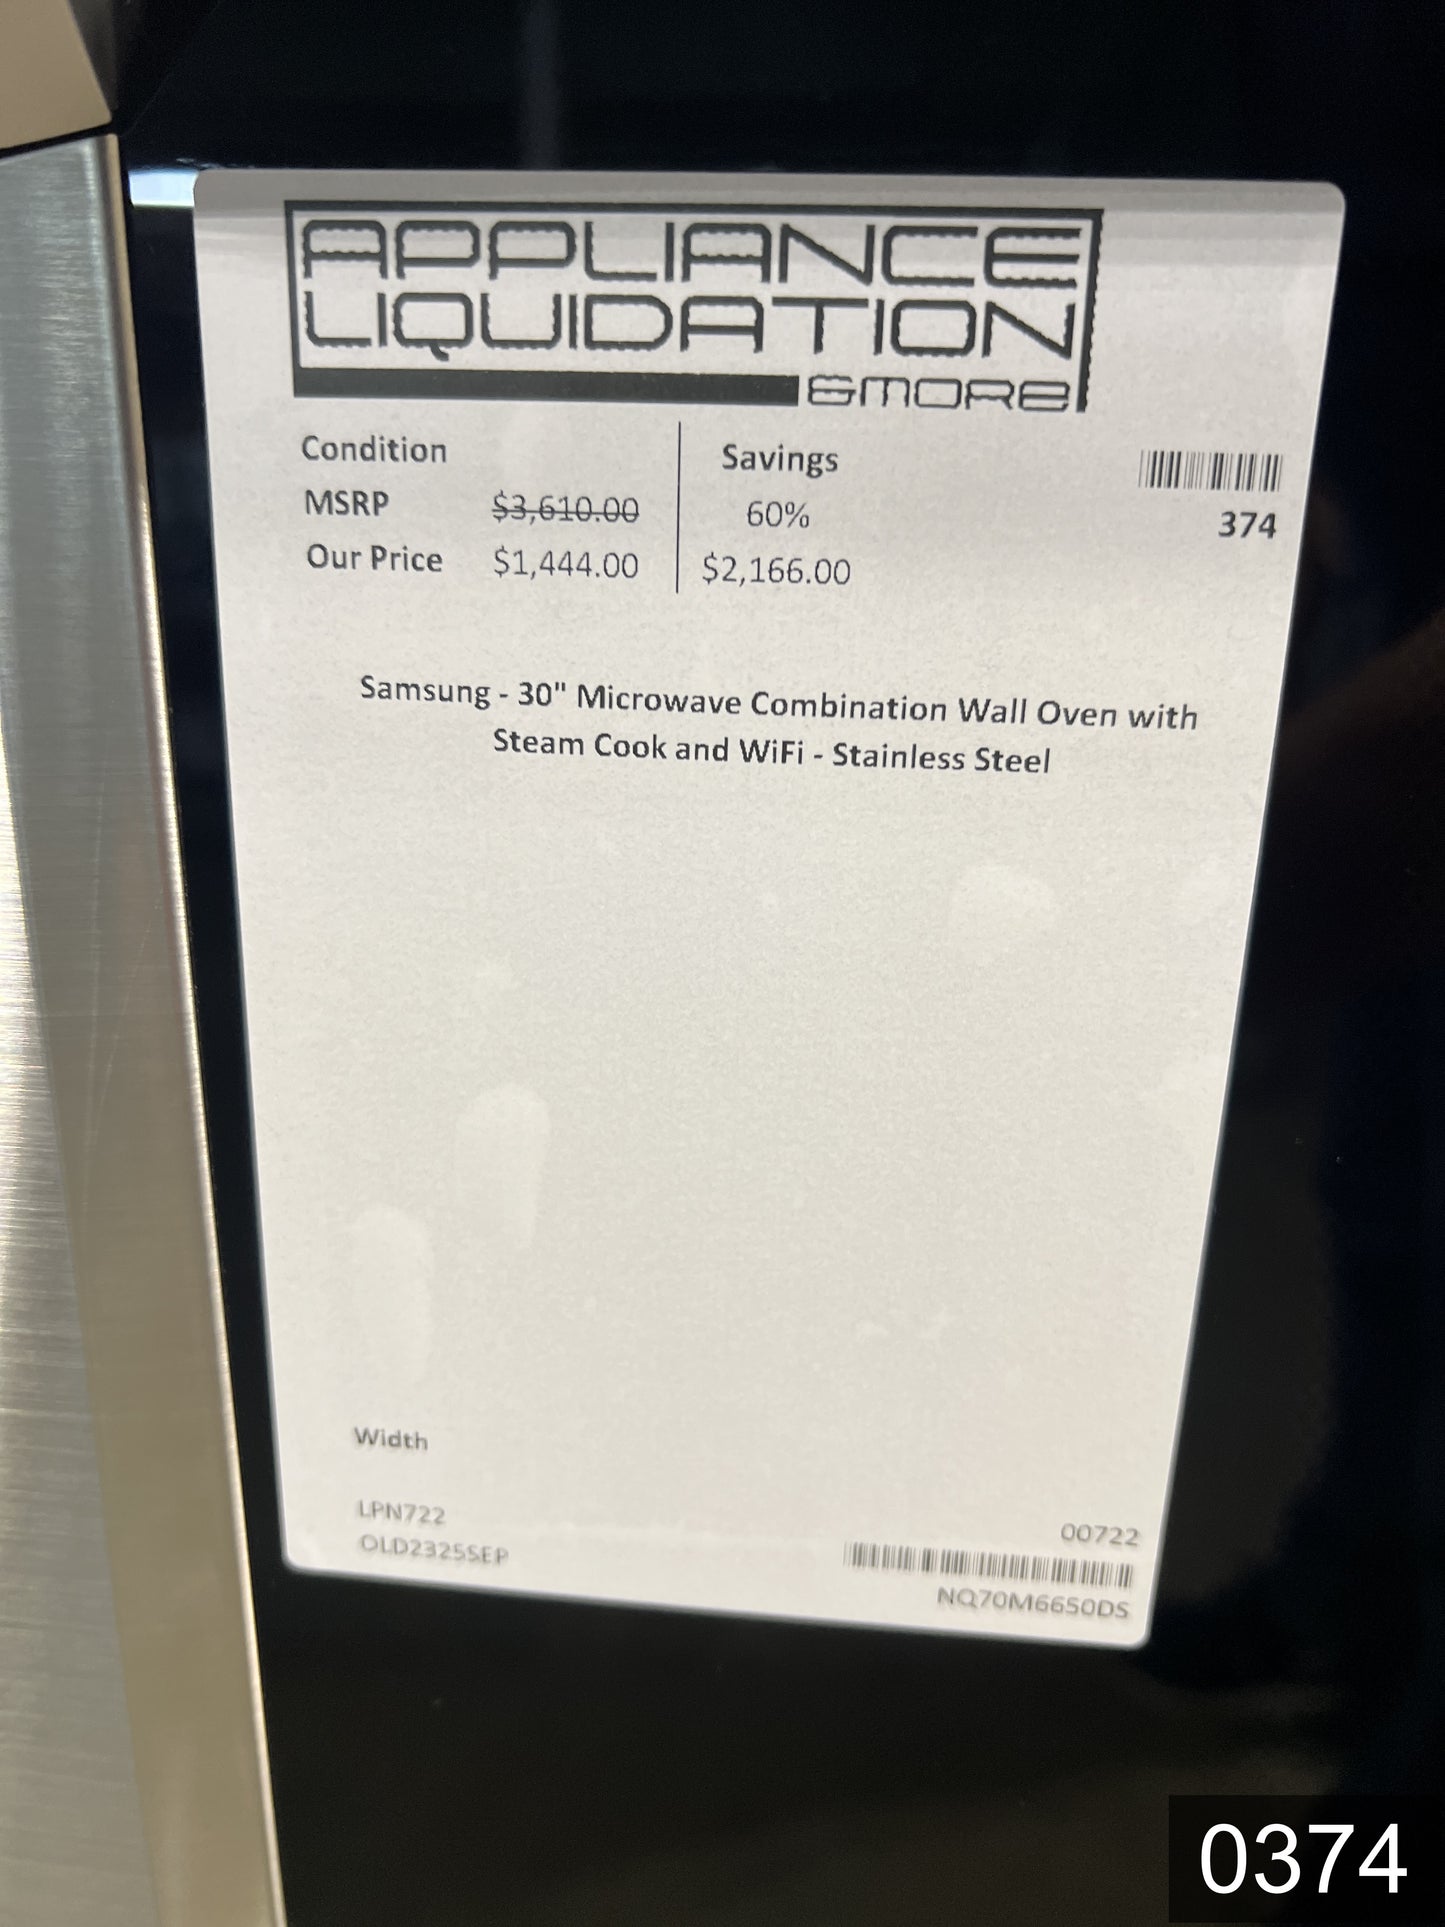 APPLIANCE
LIQUIDATION
&MORE
Condition
MSRP $3,610.00
Our Price $1,444.00
Savings
60%
$2,166.00
374
Samsung - 30" Microwave Combination Wall Oven with
Steam Cook and WiFi - Stainless Steel
Width
LPN722
OLD2325SEP
00722
NQ70M6650DS
0374